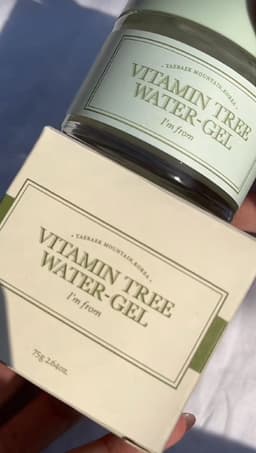 · TAEBAEK MOUNTAIN, KOREA ·
VITAMIN TREE
WATER-GEL
I'm from
· TAEBAEK MOUNTAIN, KOREA ·
VITAMIN TREE
WATER-GEL
I'm from
75g 2.64oz.